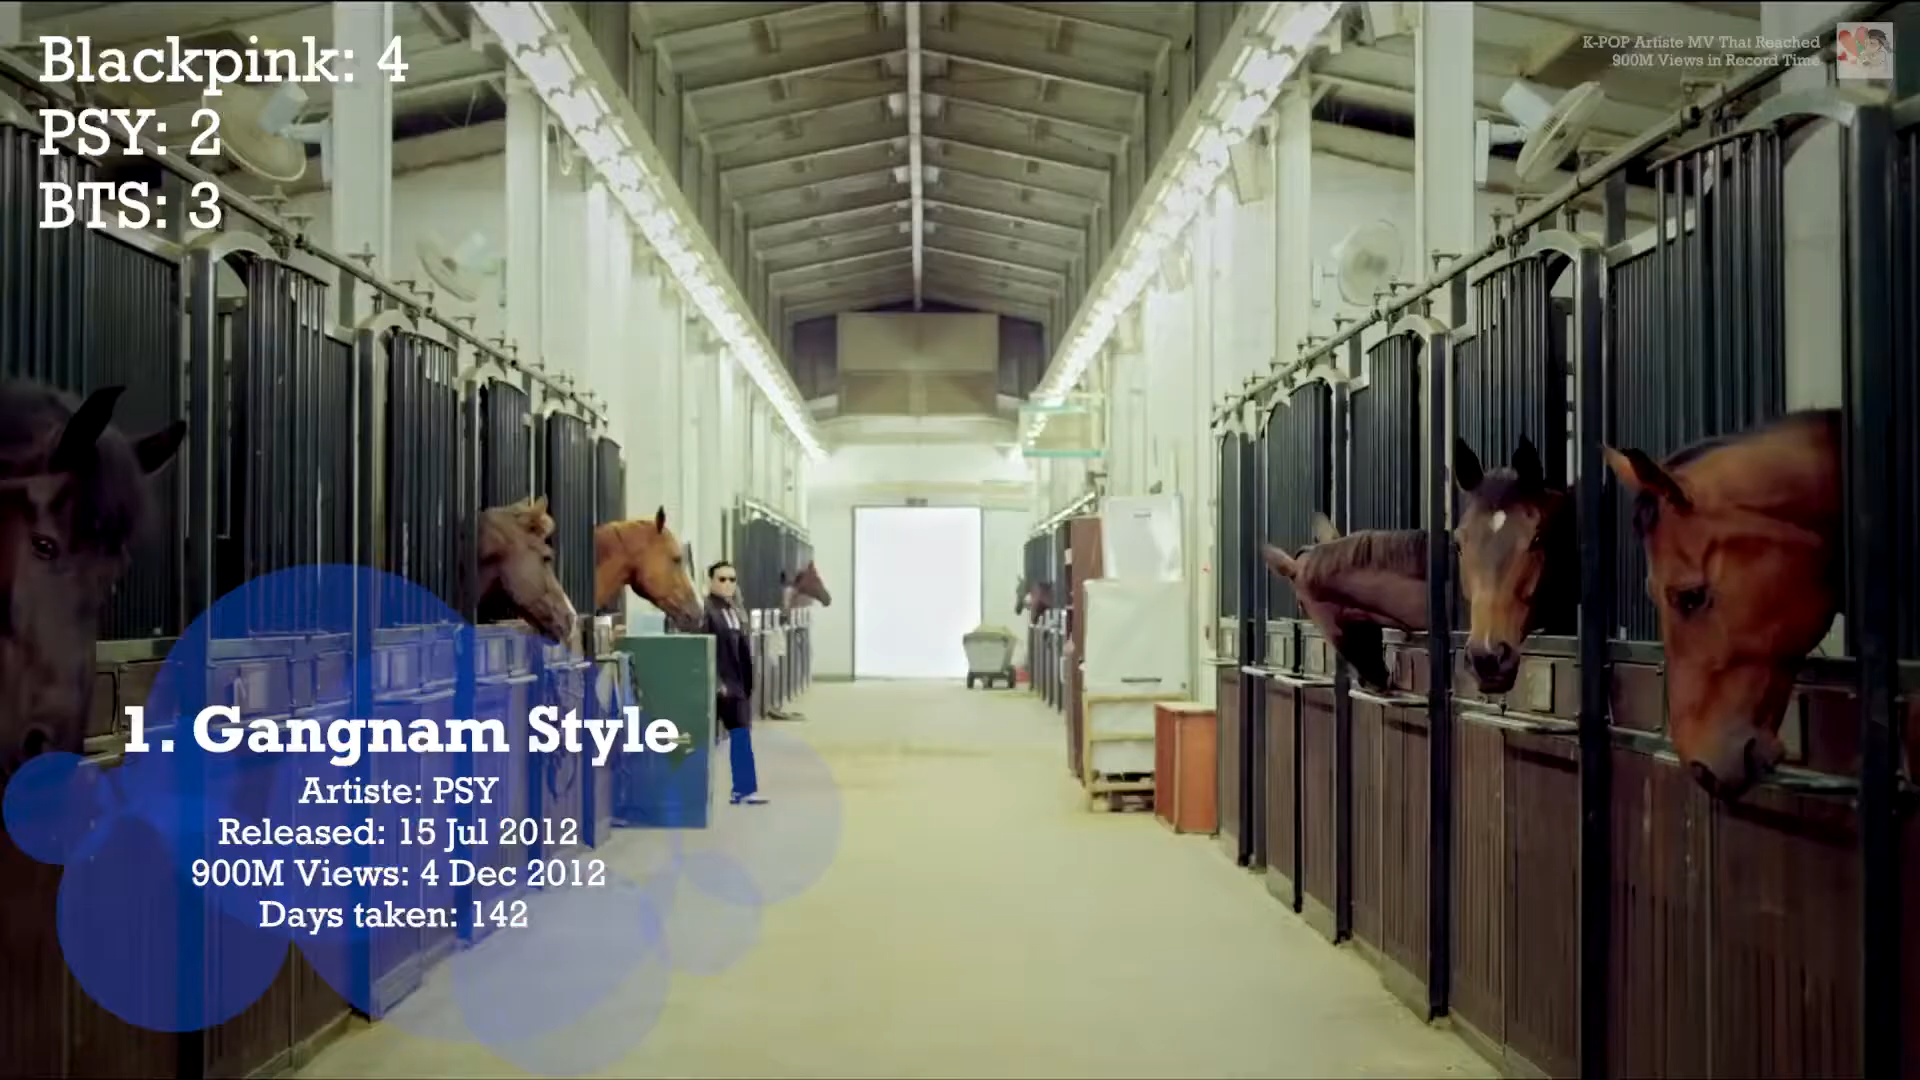 Blackpink: 4
PSY: 2
BTS: 3
K-POP Artiste MV That Reached
900M Views in Record Time
1. Gangnam Style
Artiste: PSY
Released: 15 Jul 2012
900M Views: 4 Dec 2012
Days taken: 142